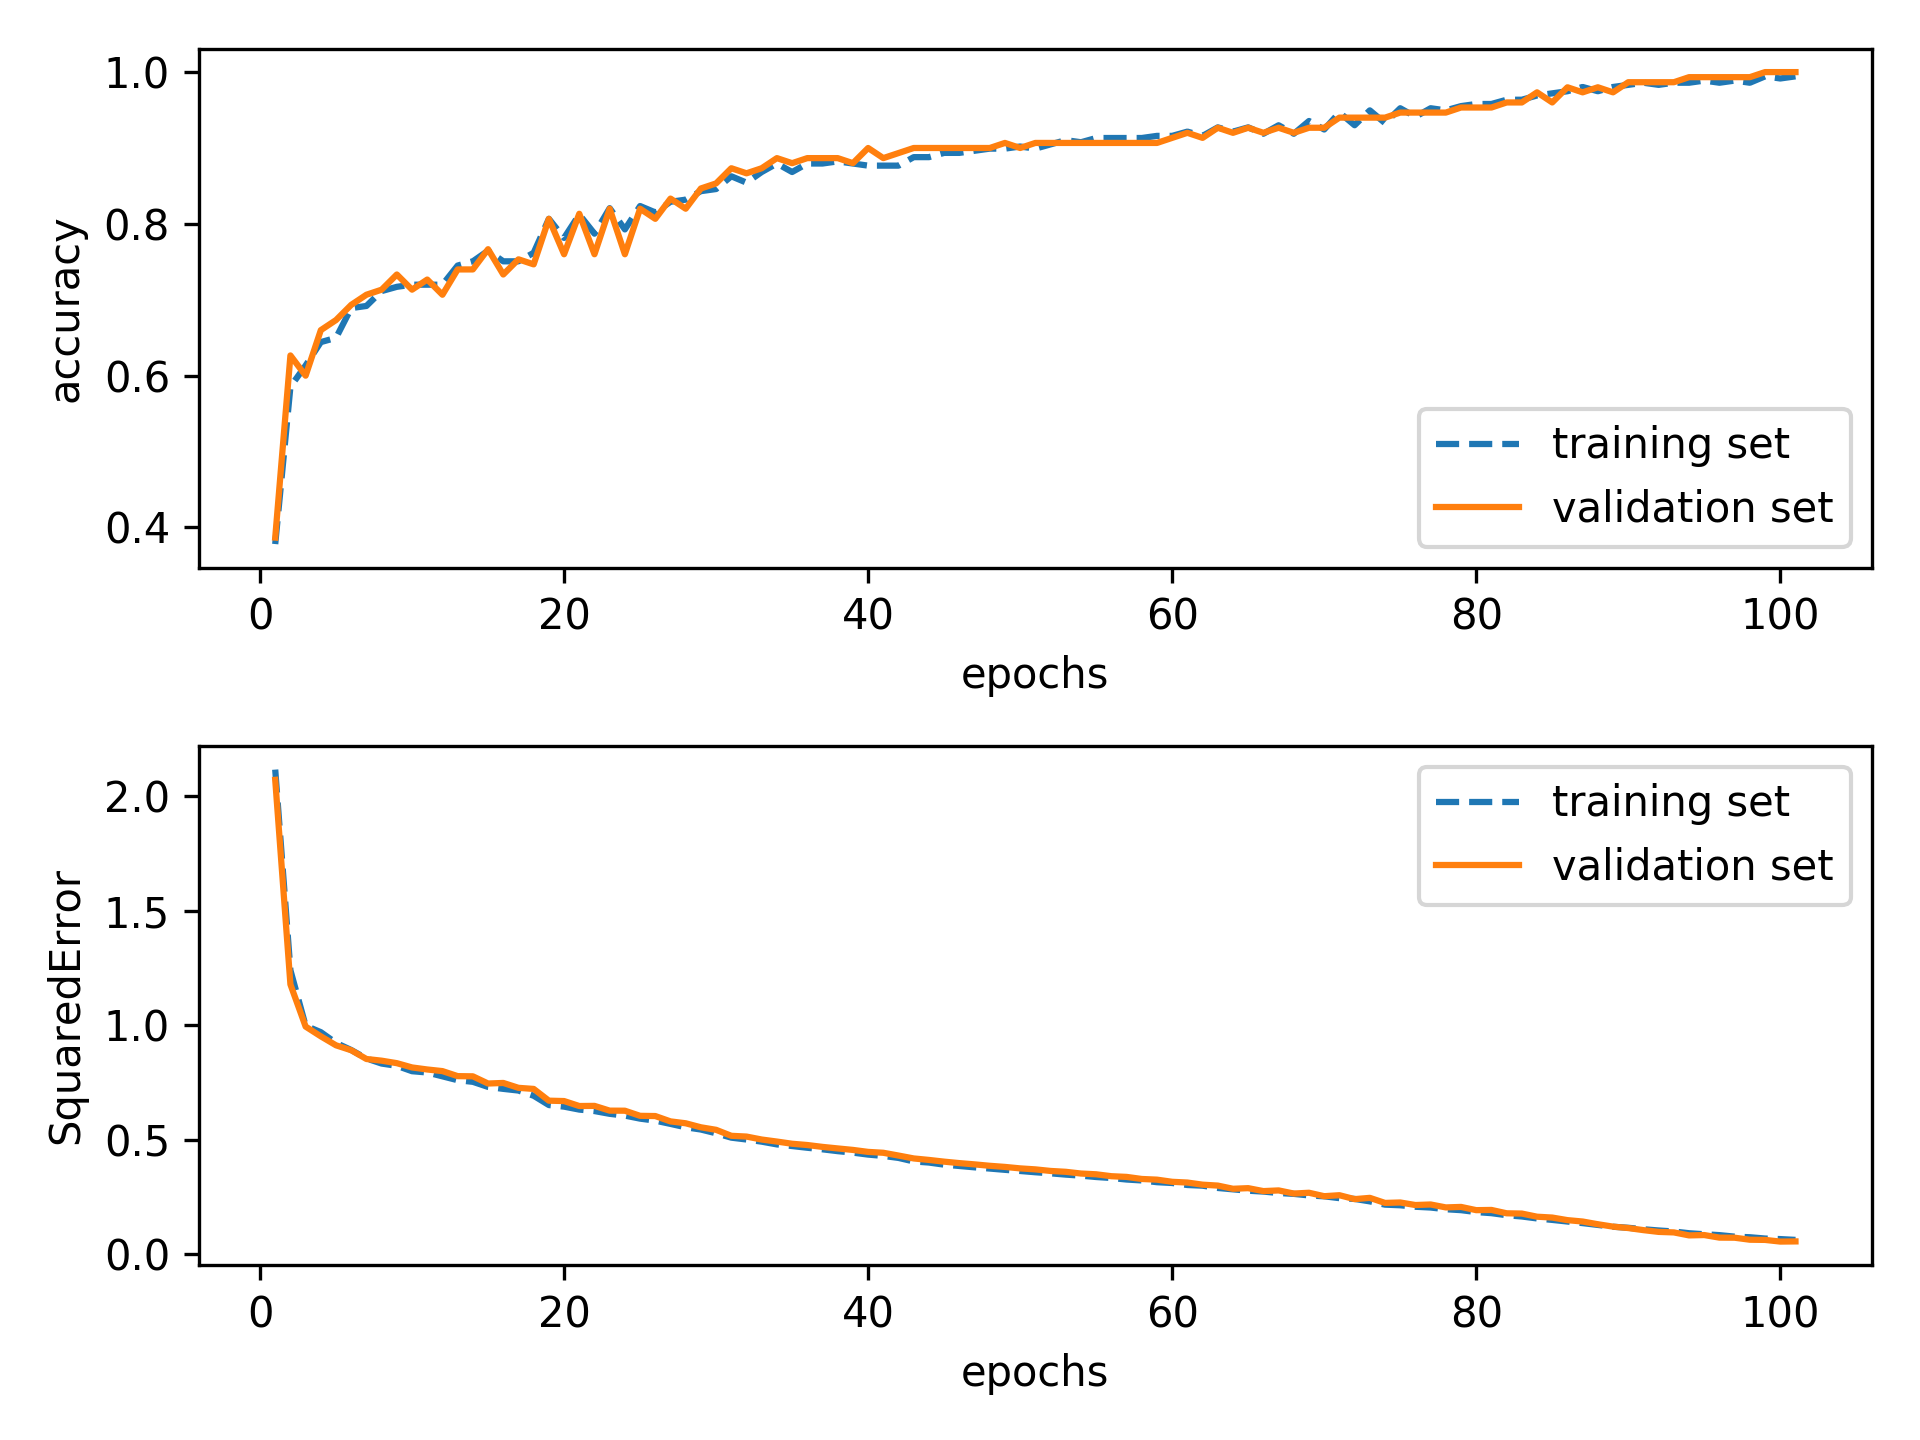 1.0
0.8
0.6
0.4
accuracy
training set
validation set
0 20 40 60 80 100
epochs
2.0
1.5
1.0
0.5
0.0
SquaredError
training set
validation set
0 20 40 60 80 100
epochs